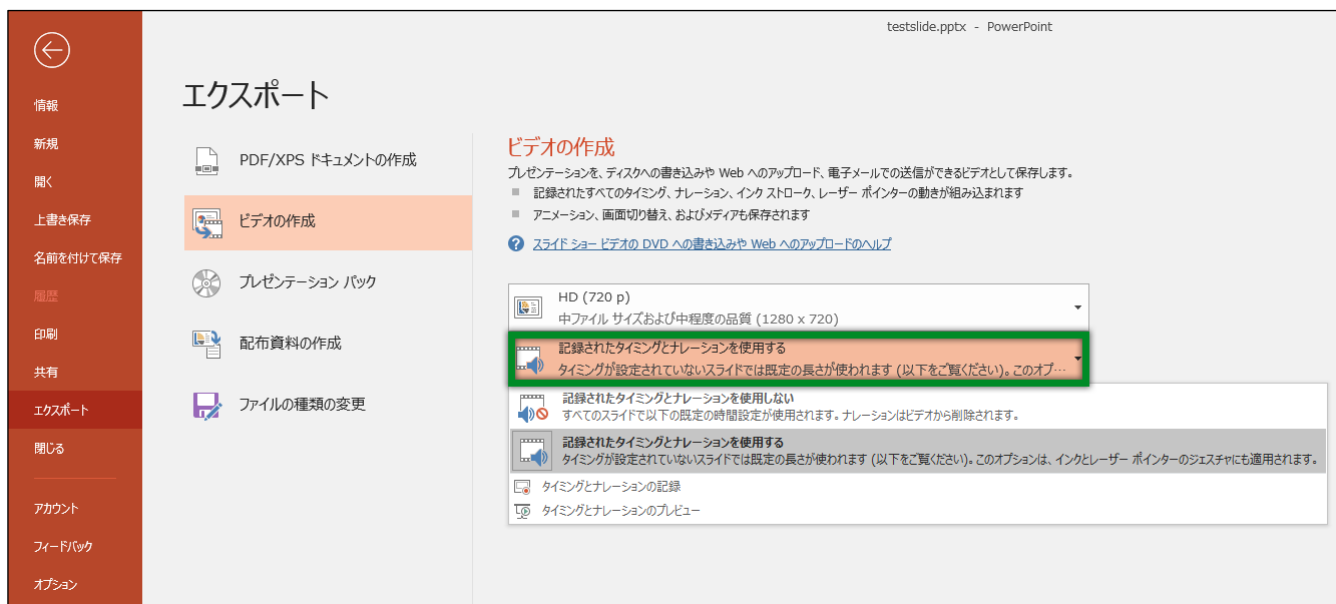 testslide.pptx - PowerPoint
情報
新規
開く
上書き保存
名前を付けて保存
履歴
印刷
共有
エクスポート
閉じる
アカウント
フィードバック
オプション
エクスポート
PDF/XPS ドキュメントの作成
ビデオの作成
プレゼンテーション パック
配布資料の作成
ファイルの種類の変更
ビデオの作成
プレゼンテーションを、ディスクへの書き込みや Web へのアップロード、電子メールでの送信ができるビデオとして保存します。
記録されたすべてのタイミング、ナレーション、インク ストローク、レーザー ポインターの動きが組み込まれます
アニメーション、画面切り替え、およびメディアも保存されます
スライド ショー ビデオの DVD への書き込みや Web へのアップロードのヘルプ
HD (720 p)
中ファイル サイズおよび中程度の品質 (1280 x 720)
記録されたタイミングとナレーションを使用する
タイミングが設定されていないスライドでは既定の長さが使われます (以下をご覧ください)。このオプ…
記録されたタイミングとナレーションを使用しない
すべてのスライドで以下の既定の時間設定が使用されます。ナレーションはビデオから削除されます。
記録されたタイミングとナレーションを使用する
タイミングが設定されていないスライドでは既定の長さが使われます (以下をご覧ください)。このオプションは、インクとレーザー ポインターのジェスチャにも適用されます。
タイミングとナレーションの記録
タイミングとナレーションのプレビュー